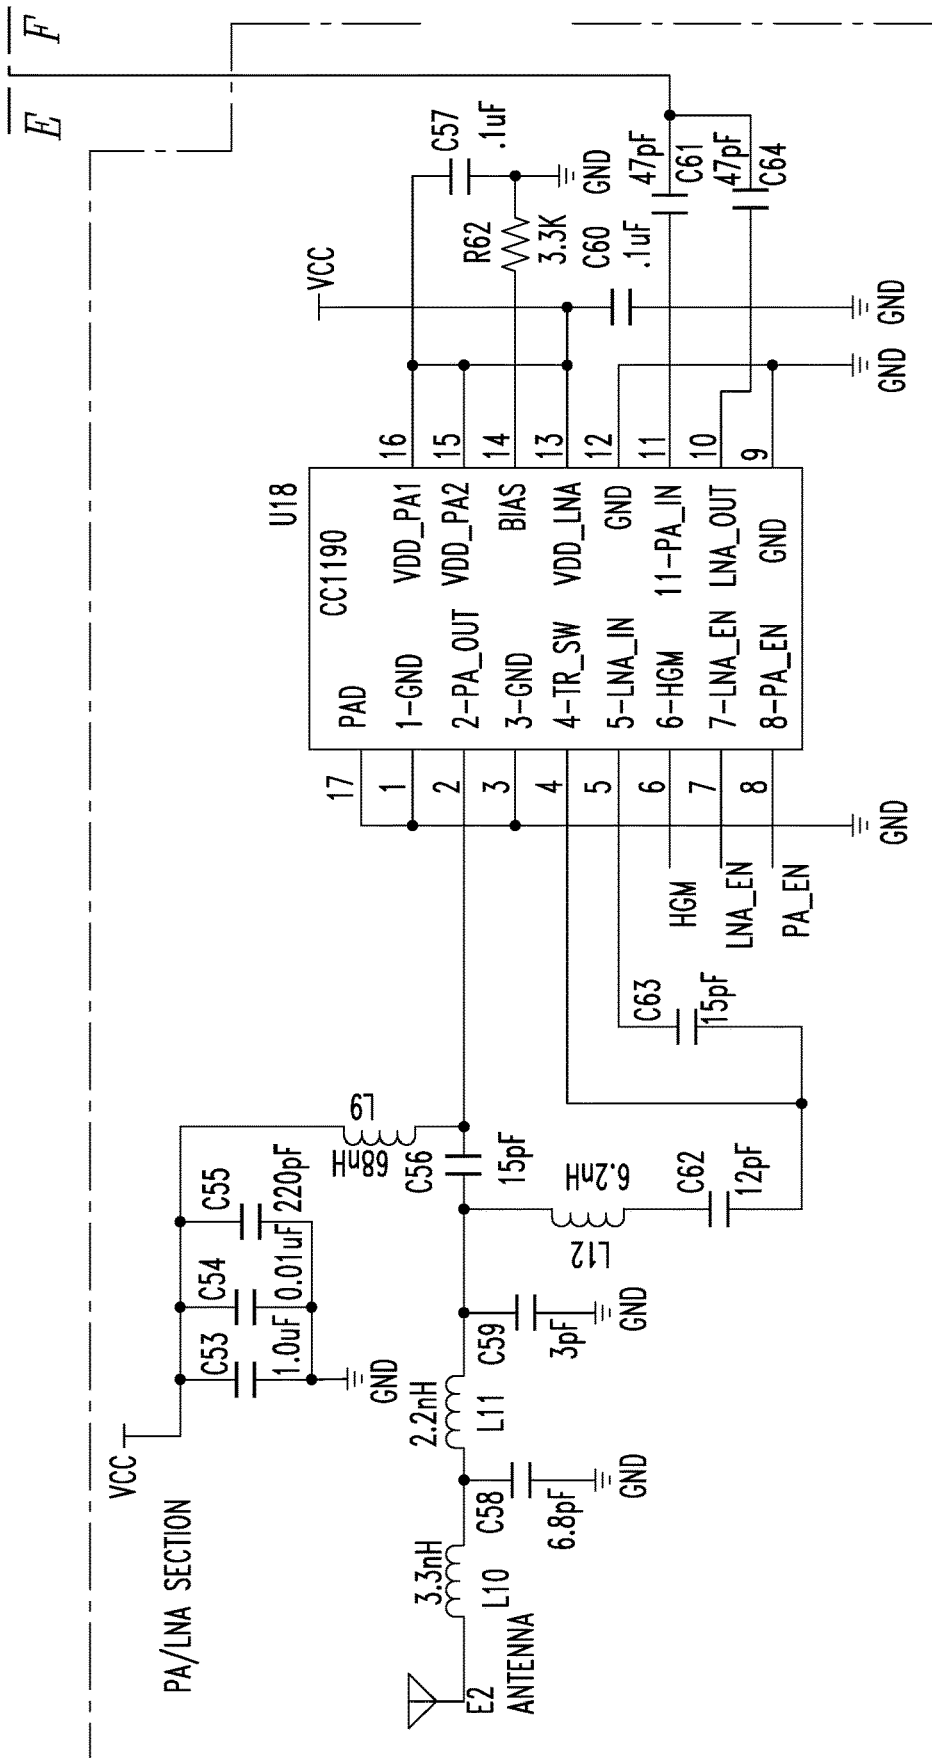 F
E
PA/LNA SECTION
VCC
C53
1.0uF
C54
0.01uF
C55
220pF
GND
L9
68nH
E2
ANTENNA
3.3nH
L10
C58
6.8pF
GND
2.2nH
L11
C59
3pF
GND
C56
15pF
L12
6.2nH
C62
12pF
C63
15pF
HGM
LNA_EN
PA_EN
GND
U18
CC1190
17 PAD
1 1-GND
2 2-PA_OUT
3 3-GND
4 4-TR_SW
5 5-LNA_IN
6 6-HGM
7 7-LNA_EN
8 8-PA_EN
VDD_PA1 16
VDD_PA2 15
BIAS 14
VDD_LNA 13
GND 12
11-PA_IN 11
LNA_OUT 10
GND 9
VCC
C57
.1uF
R62
3.3K
GND
C60
.1uF
GND
GND
47pF
C61
47pF
C64